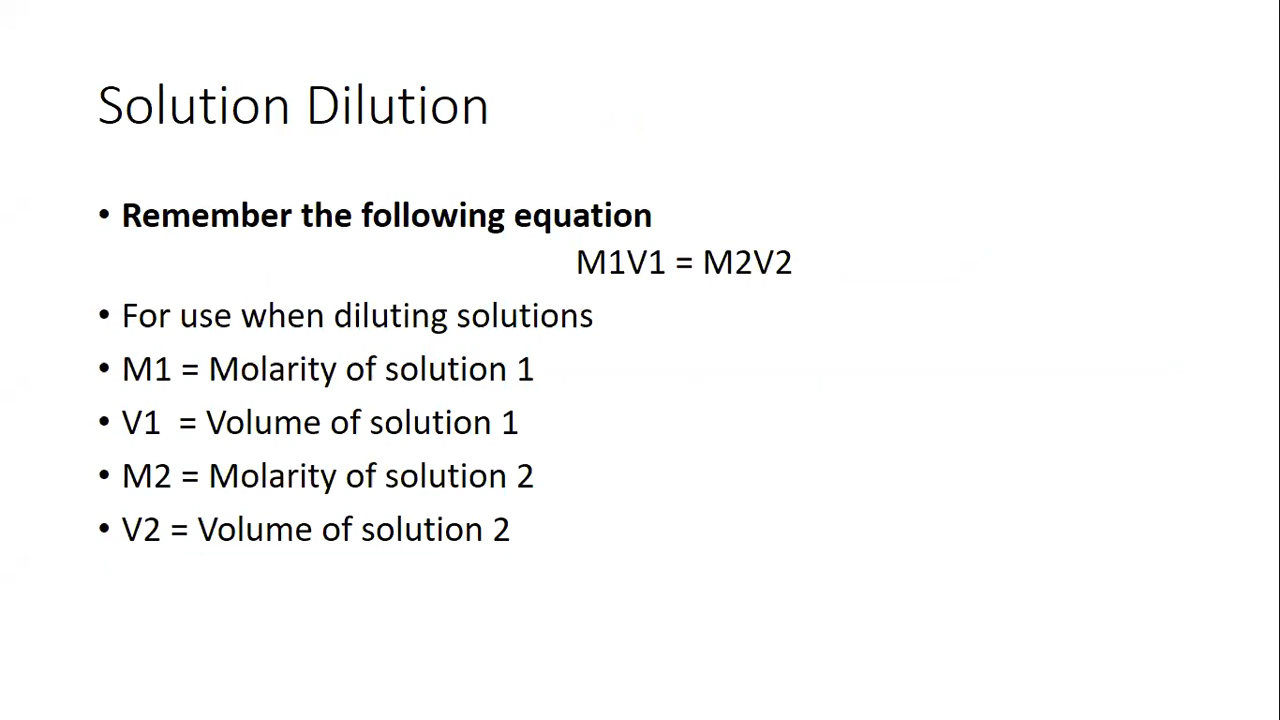 Solution Dilution
• Remember the following equation
M1V1 = M2V2
• For use when diluting solutions
• M1 = Molarity of solution 1
• V1  = Volume of solution 1
• M2 = Molarity of solution 2
• V2 = Volume of solution 2